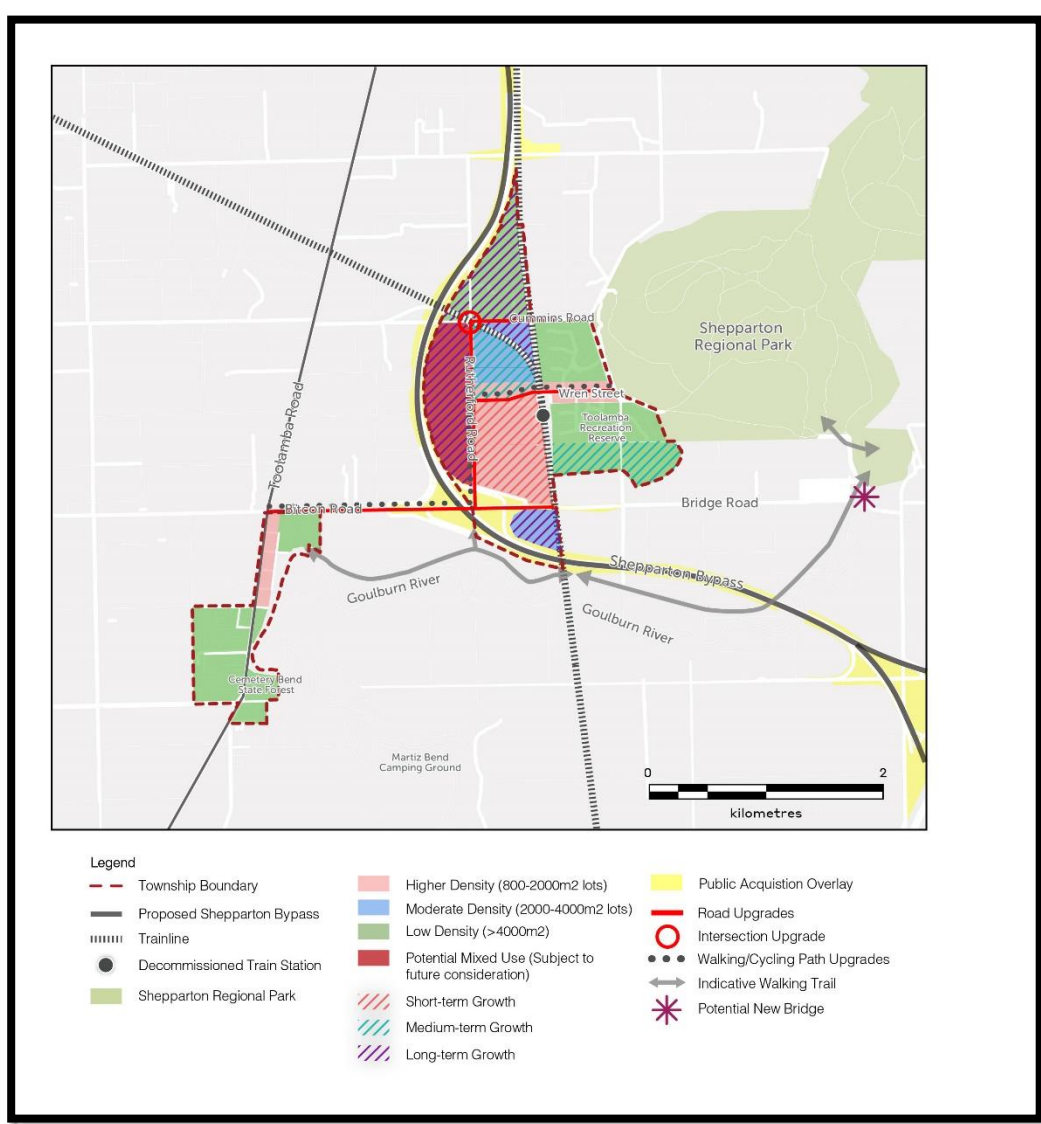 Cummins Road
Shepparton
Regional Park
Rutherford Road
Wren Street
Toolamba
Recreation
Reserve
Toolamba Road
Bitcon Road
Bridge Road
Shepparton Bypass
Goulburn River
Goulburn River
Cemetery Bend
State Forest
Martiz Bend
Camping Ground
0 2
kilometres
Legend
Township Boundary
Proposed Shepparton Bypass
Trainline
Decommissioned Train Station
Shepparton Regional Park
Higher Density (800-2000m2 lots)
Moderate Density (2000-4000m2 lots)
Low Density (>4000m2)
Potential Mixed Use (Subject to
future consideration)
Short-term Growth
Medium-term Growth
Long-term Growth
Public Acquistion Overlay
Road Upgrades
Intersection Upgrade
Walking/Cycling Path Upgrades
Indicative Walking Trail
Potential New Bridge